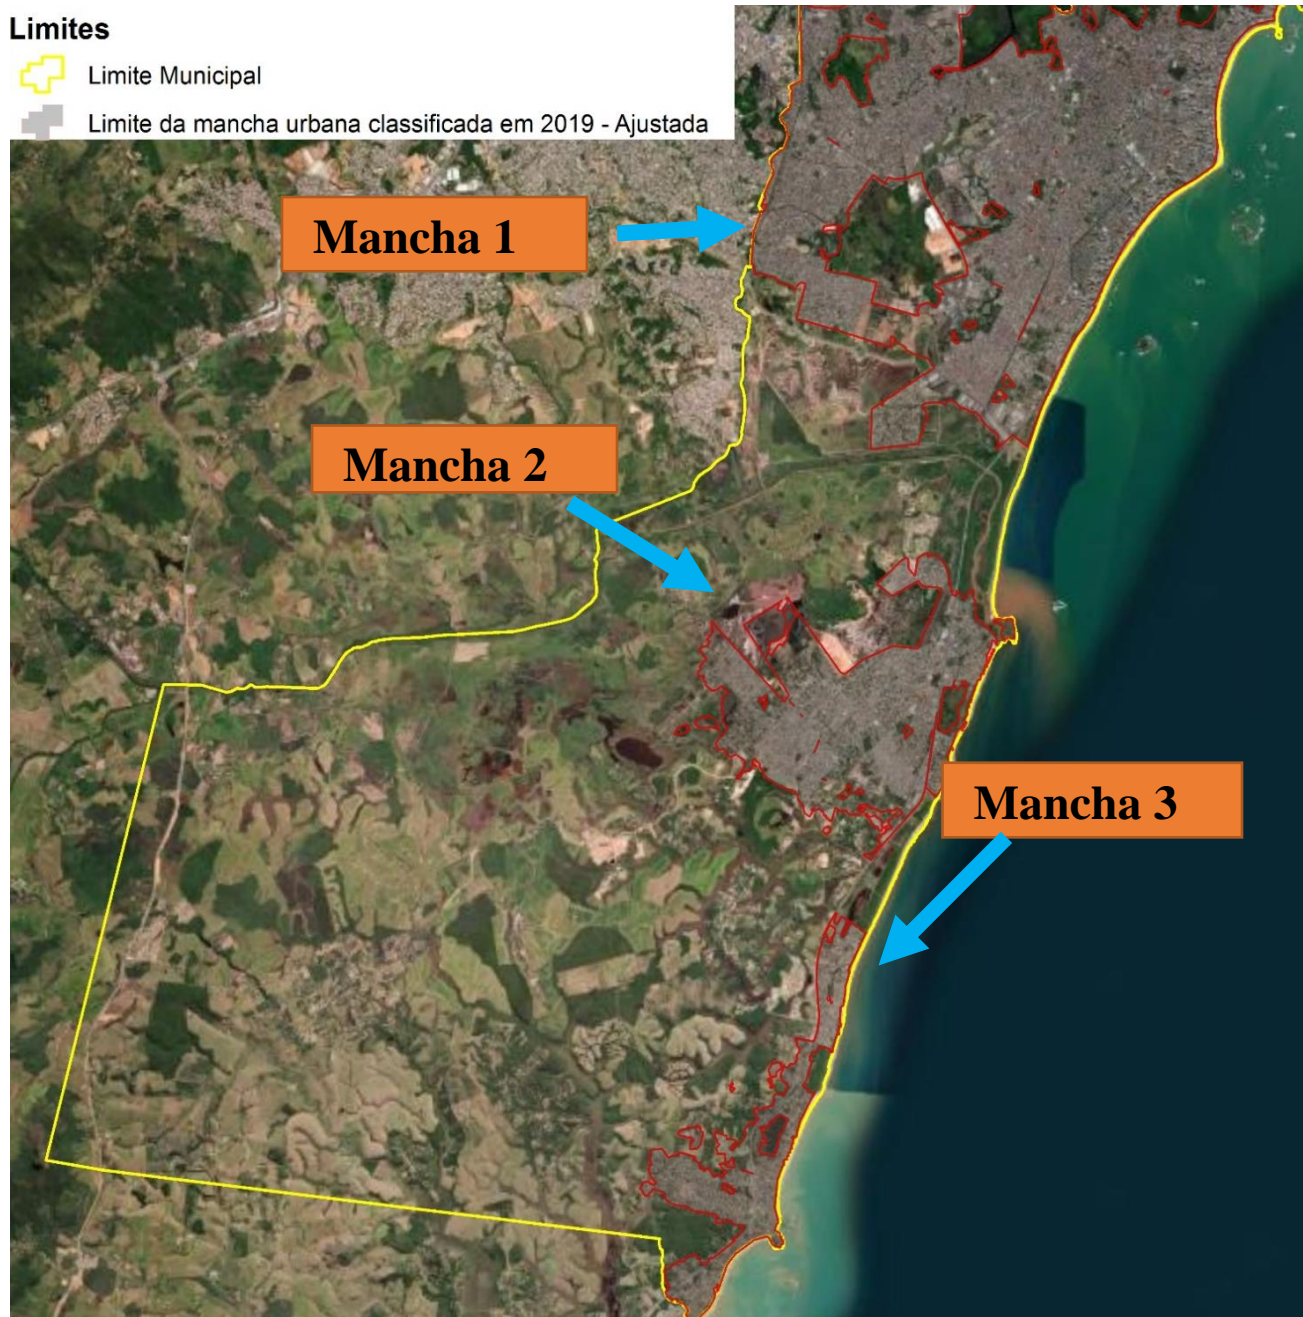 Limites
Limite Municipal
Limite da mancha urbana classificada em 2019 - Ajustada
Mancha 1
Mancha 2
Mancha 3